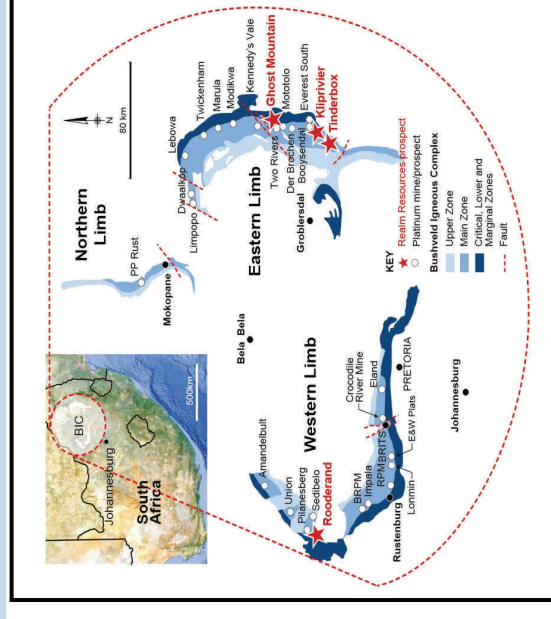 BIC
Johannesburg
South
Africa
500km
Northern
Limb
N
80 km
PP Rust
Mokopane
Dwaalkop
Limpopo
Lebowa
Twickenham
Marula
Modikwa
Kennedy's Vale
Ghost Mountain
Two Rivers
Mototolo
Der Brochen
Booysendal
Everest South
Kliprivier
Tinderbox
Eastern Limb
Groblersdal
Bela Bela
Western Limb
Amandelbult
Union
Pilanesberg
Sedibelo
Rooderand
BRPM
Impala
Rustenburg
RPM
BRITS
Lonmin
E&W Plats
Crocodile
River Mine
Eland
PRETORIA
Johannesburg
KEY
Realm Resources prospect
Platinum mine/prospect
Bushveld Igneous Complex
Upper Zone
Main Zone
Critical, Lower and
Marginal Zones
Fault